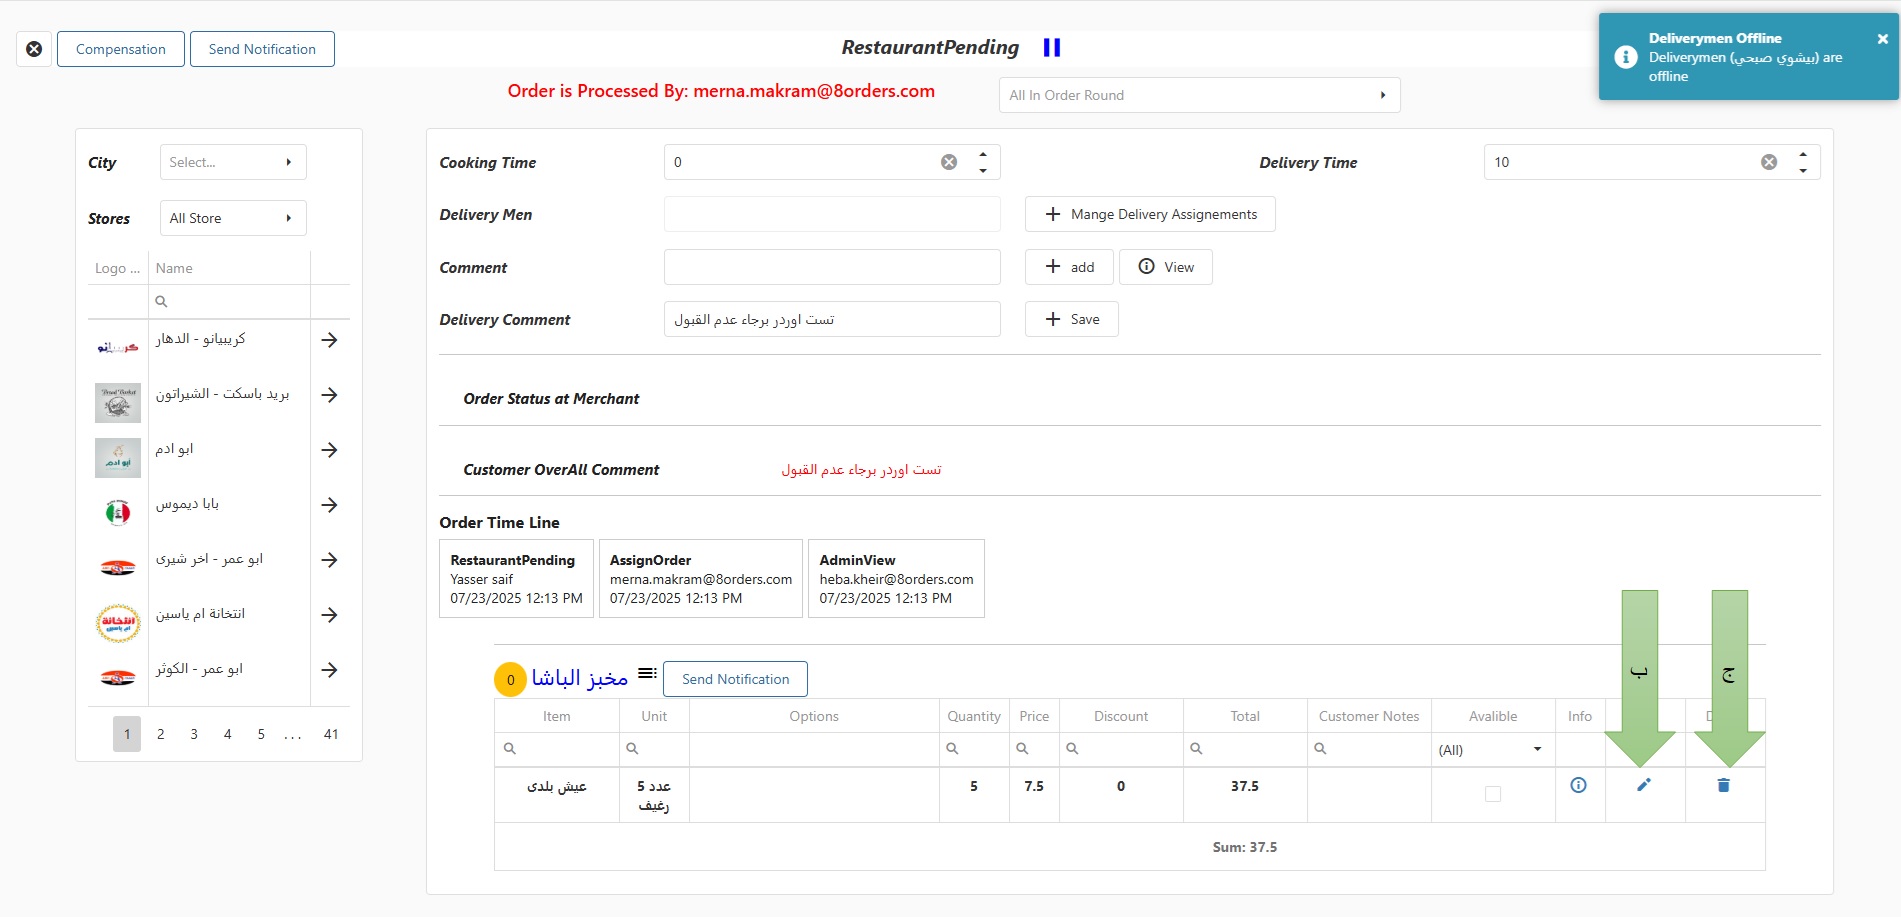 Compensation
Send Notification
RestaurantPending
Deliverymen Offline
Deliverymen (بيشوي صبحي) are
offline
Order is Processed By: merna.makram@8orders.com
All In Order Round
City
Select...
Stores
All Store
Logo ...
Name
كريبيانو - الدهار
بريد باسكت - الشيراتون
ابو ادم
بابا ديموس
ابو عمر - اخر شيرى
انتخانة ام ياسين
ابو عمر - الكوثر
1 2 3 4 5 ... 41
Cooking Time
0
Delivery Time
10
Delivery Men
Mange Delivery Assignements
Comment
add
View
Delivery Comment
تست اوردر برجاء عدم القبول
Save
Order Status at Merchant
Customer OverAll Comment
تست اوردر برجاء عدم القبول
Order Time Line
RestaurantPending
Yasser saif
07/23/2025 12:13 PM
AssignOrder
merna.makram@8orders.com
07/23/2025 12:13 PM
AdminView
heba.kheir@8orders.com
07/23/2025 12:13 PM
ب
ج
0
مخبز الباشا
Send Notification
Item Unit Options Quantity Price Discount Total Customer Notes Avalible Info
(All)
عيش بلدى
عدد 5
رغيف
5
7.5
0
37.5
Sum: 37.5